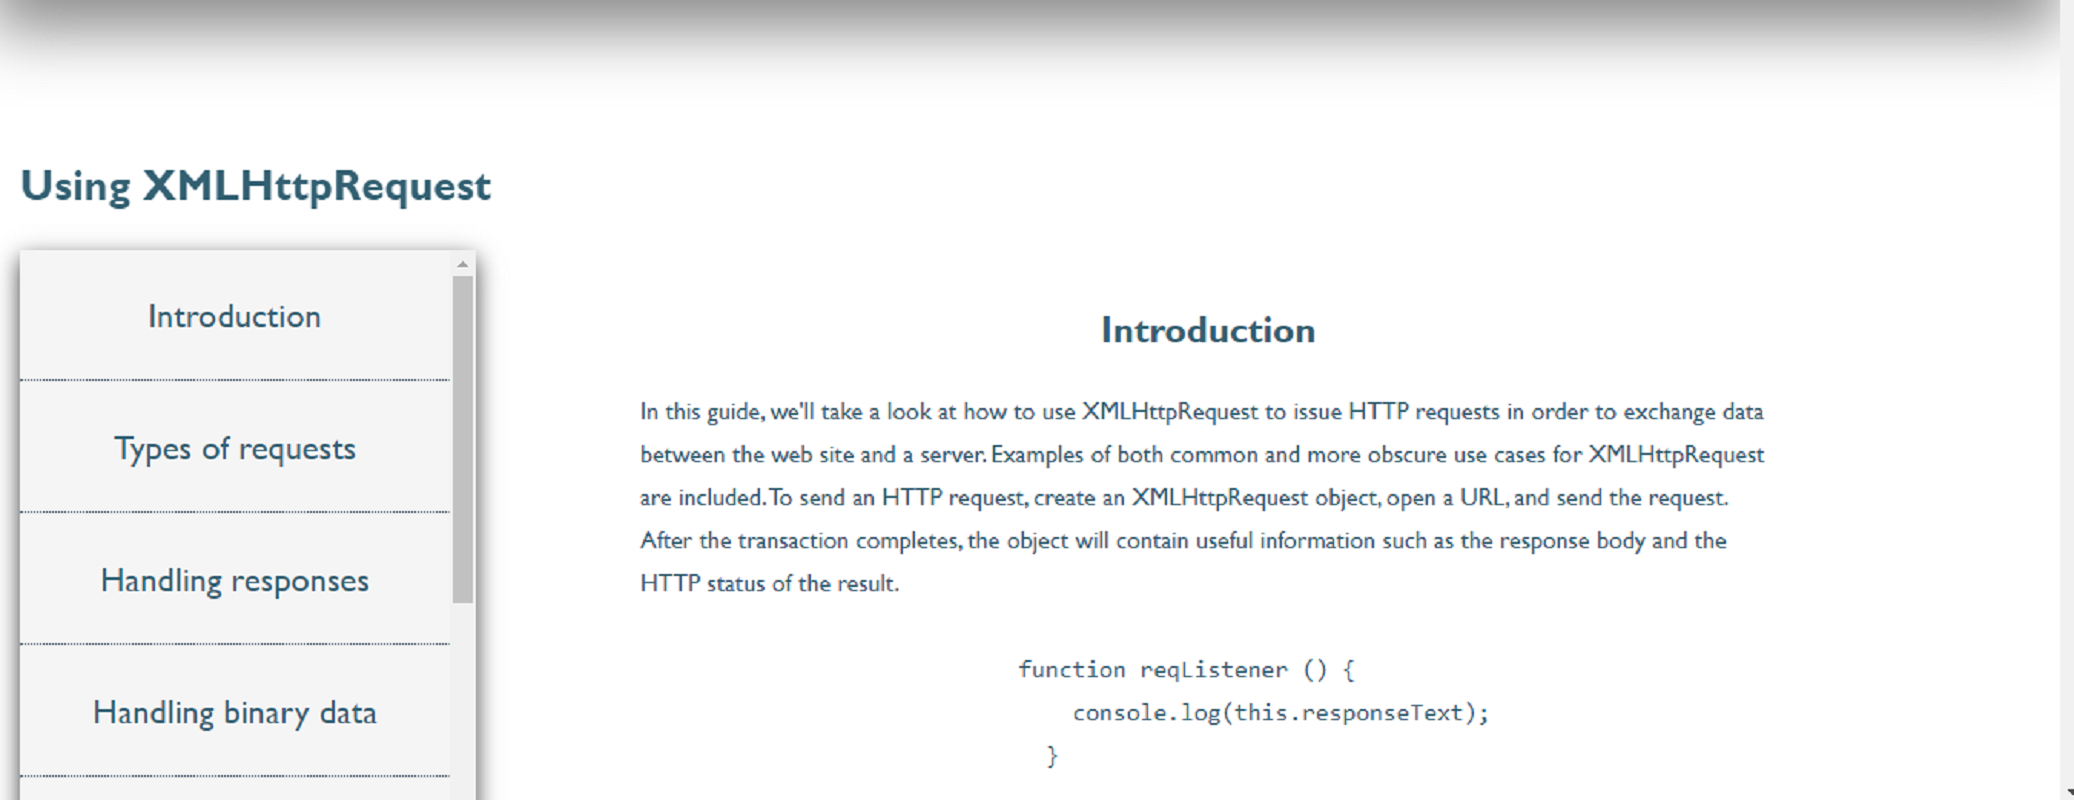 Using XMLHttpRequest
Introduction
Types of requests
Handling responses
Handling binary data
Introduction
In this guide, we'll take a look at how to use XMLHttpRequest to issue HTTP requests in order to exchange data
between the web site and a server. Examples of both common and more obscure use cases for XMLHttpRequest
are included. To send an HTTP request, create an XMLHttpRequest object, open a URL, and send the request.
After the transaction completes, the object will contain useful information such as the response body and the
HTTP status of the result.
function reqListener () {
console.log(this.responseText);
}